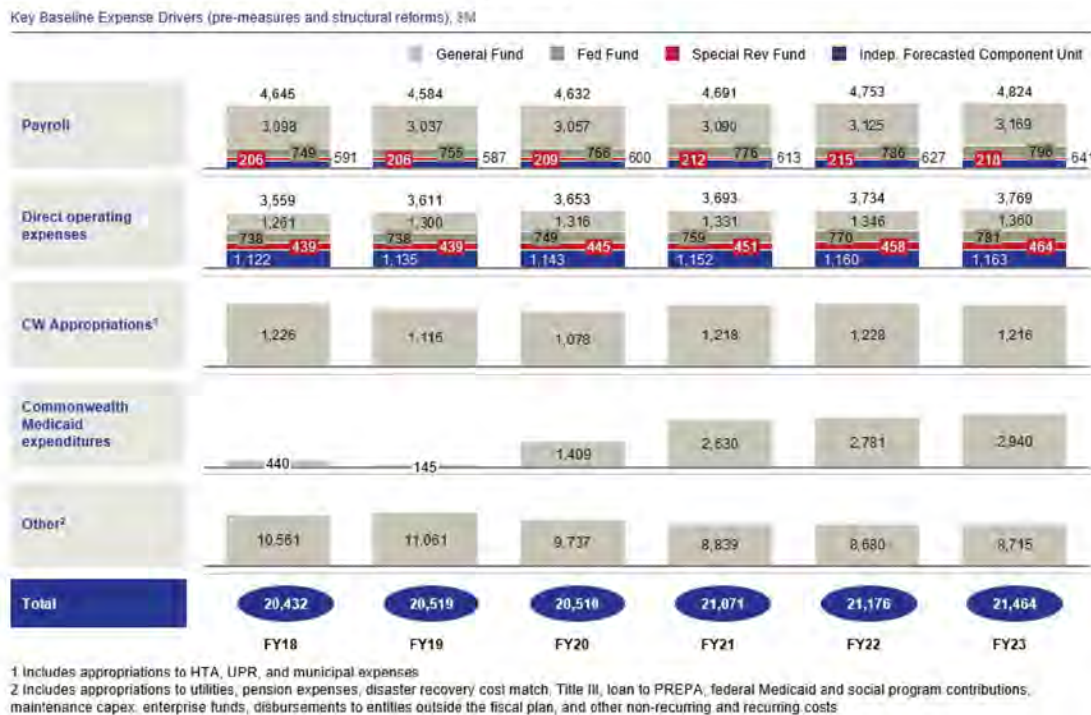 Key Baseline Expense Drivers (pre-measures and structural reforms), $M
General Fund Fed Fund Special Rev Fund Indep. Forecasted Component Unit
Payroll
4,645 4,584 4,632 4,691 4,753 4,824
3,098 3,037 3,057 3,090 3,125 3,169
206 749 591 206 755 587 209 766 600 212 776 613 215 786 627 218 796 641
Direct operating
expenses
3,559 3,611 3,653 3,693 3,734 3,769
1,261 1,300 1,316 1,331 1,346 1,360
738 439 738 439 749 445 759 451 770 458 781 464
1,122 1,135 1,143 1,152 1,160 1,163
CW Appropriations¹
1,226 1,116 1,078 1,218 1,228 1,216
Commonwealth
Medicaid
expenditures
440 145 1,409 2,630 2,781 2,940
Other²
10,561 11,061 9,737 8,839 8,680 8,715
Total
20,432 20,519 20,510 21,071 21,176 21,464
FY18 FY19 FY20 FY21 FY22 FY23
1 Includes appropriations to HTA, UPR, and municipal expenses
2 Includes appropriations to utilities, pension expenses, disaster recovery cost match, Title III, loan to PREPA, federal Medicaid and social program contributions,
maintenance capex, enterprise funds, disbursements to entities outside the fiscal plan, and other non-recurring and recurring costs